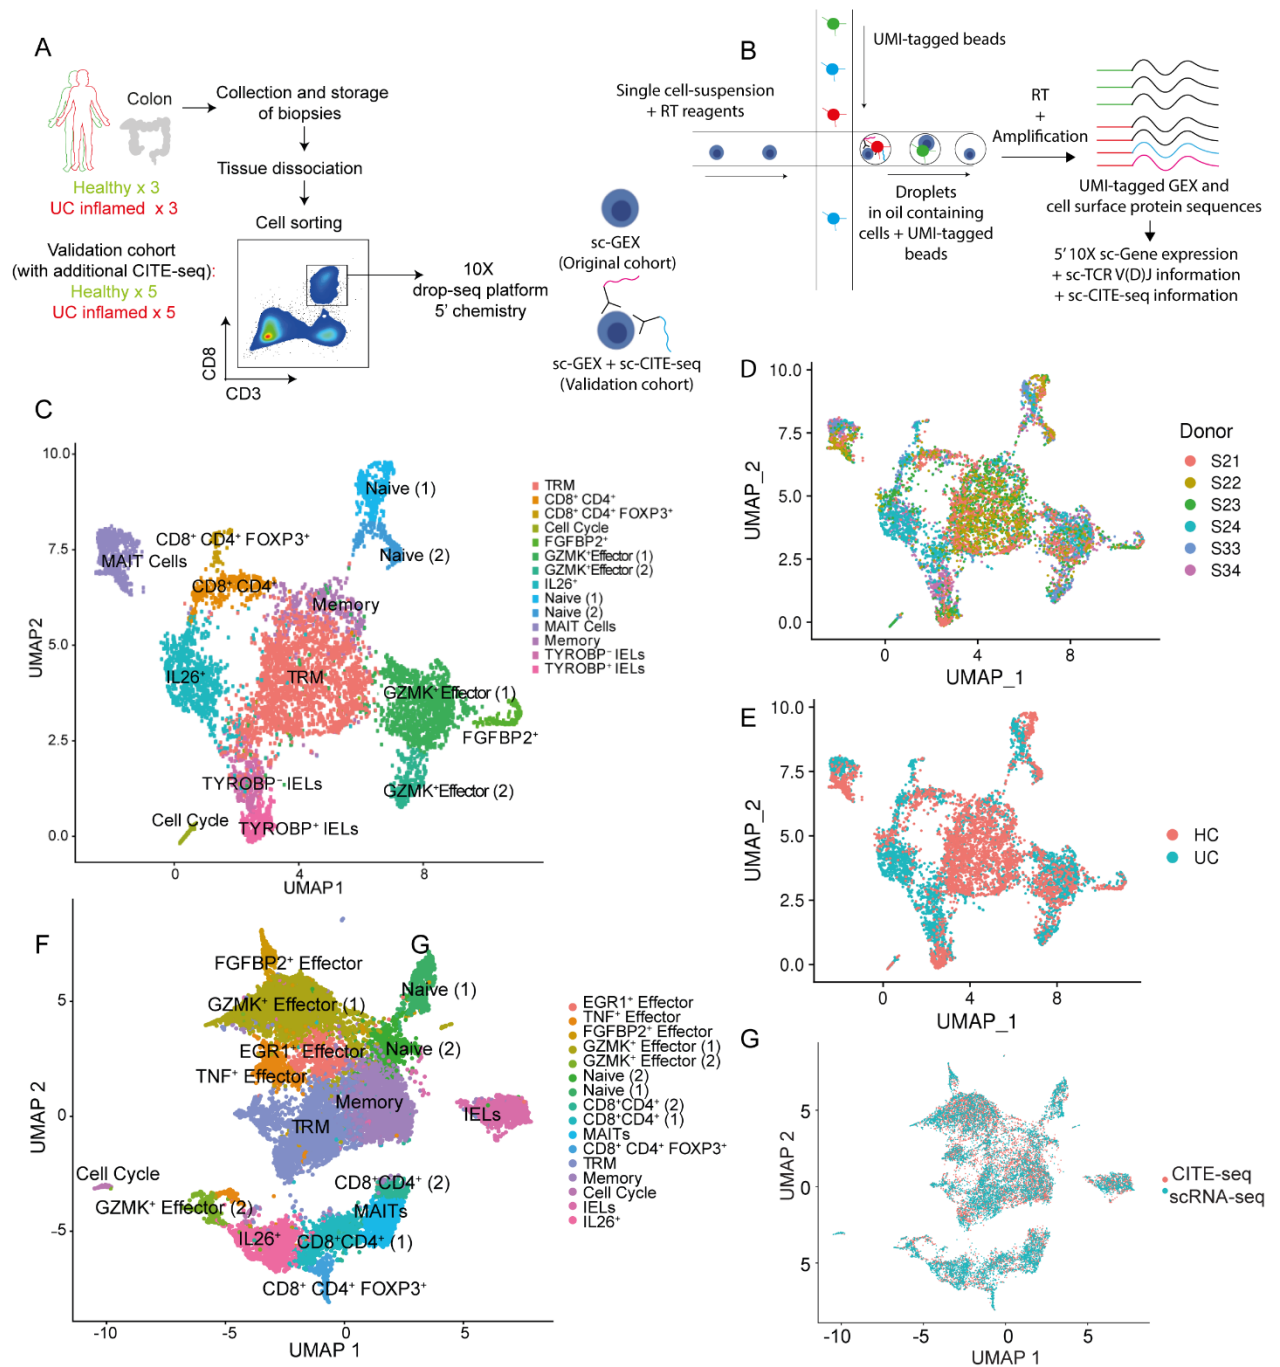 A
Colon
Collection and storage
of biopsies
Tissue dissociation
Cell sorting
Healthy x 3
UC inflamed x 3
Validation cohort
(with additional CITE-seq):
Healthy x 5
UC inflamed x 5
CD8
CD3
10X
drop-seq platform
5' chemistry
sc-GEX
(Original cohort)
sc-GEX + sc-CITE-seq
(Validation cohort)
B
UMI-tagged beads
Single cell-suspension
+ RT reagents
Droplets
in oil containing
cells + UMI-tagged
beads
RT
+
Amplification
UMI-tagged GEX and
cell surface protein sequences
5' 10X sc-Gene expression
+ sc-TCR V(D)J information
+ sc-CITE-seq information
C
10.0
7.5
5.0
2.5
0.0
UMAP2
0
4
8
UMAP1
Naive (1)
Naive (2)
CD8⁺ CD4⁺ FOXP3⁺
MAIT Cells
CD8⁺ CD4⁺
Memory
IL26⁺
TRM
GZMK⁺Effector (1)
FGFBP2⁺
GZMK⁺Effector (2)
TYROBP⁻ IELs
Cell Cycle
TYROBP⁺ IELs
TRM
CD8⁺ CD4⁺
CD8⁺ CD4⁺ FOXP3⁺
Cell Cycle
FGFBP2⁺
GZMK⁺Effector (1)
GZMK⁺Effector (2)
IL26⁺
Naive (1)
Naive (2)
MAIT Cells
Memory
TYROBP⁻ IELs
TYROBP⁺ IELs
D
10.0
7.5
5.0
2.5
0.0
UMAP_2
0
4
8
UMAP_1
Donor
S21
S22
S23
S24
S33
S34
E
10.0
7.5
5.0
2.5
0.0
UMAP_2
0
4
8
UMAP_1
HC
UC
F
G
5
0
−5
UMAP 2
-10
-5
0
5
UMAP 1
FGFBP2⁺ Effector
GZMK⁺ Effector (1)
Naive (1)
EGR1⁺ Effector
Naive (2)
TNF⁺ Effector
Memory
IELs
TRM
Cell Cycle
CD8⁺CD4⁺ (2)
GZMK⁺ Effector (2)
MAITs
IL26⁺
CD8⁺CD4⁺ (1)
CD8⁺ CD4⁺ FOXP3⁺
EGR1⁺ Effector
TNF⁺ Effector
FGFBP2⁺ Effector
GZMK⁺ Effector (1)
GZMK⁺ Effector (2)
Naive (2)
Naive (1)
CD8⁺CD4⁺ (2)
CD8⁺CD4⁺ (1)
MAITs
CD8⁺ CD4⁺ FOXP3⁺
TRM
Memory
Cell Cycle
IELs
IL26⁺
G
5
0
5
UMAP 2
-10
-5
0
5
UMAP 1
CITE-seq
scRNA-seq